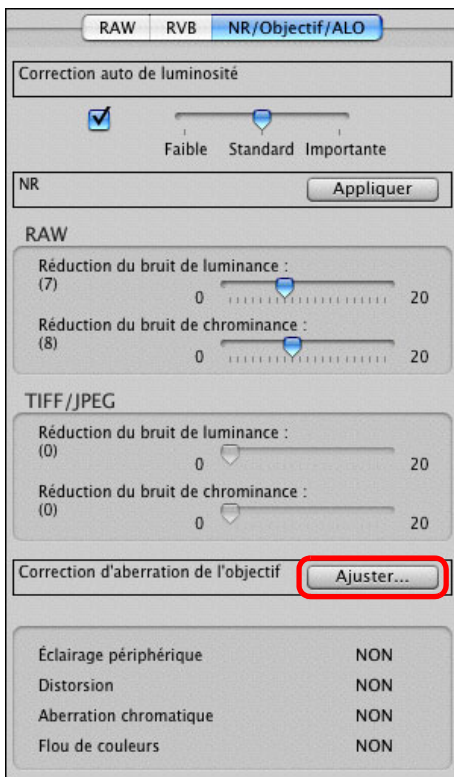 RAW RVB NR/Objectif/ALO
Correction auto de luminosité
Faible Standard Importante
NR Appliquer
RAW
Réduction du bruit de luminance :
(7)
0 20
Réduction du bruit de chrominance :
(8)
0 20
TIFF/JPEG
Réduction du bruit de luminance :
(0)
0 20
Réduction du bruit de chrominance :
(0)
0 20
Correction d'aberration de l'objectif Ajuster...
Éclairage périphérique NON
Distorsion NON
Aberration chromatique NON
Flou de couleurs NON